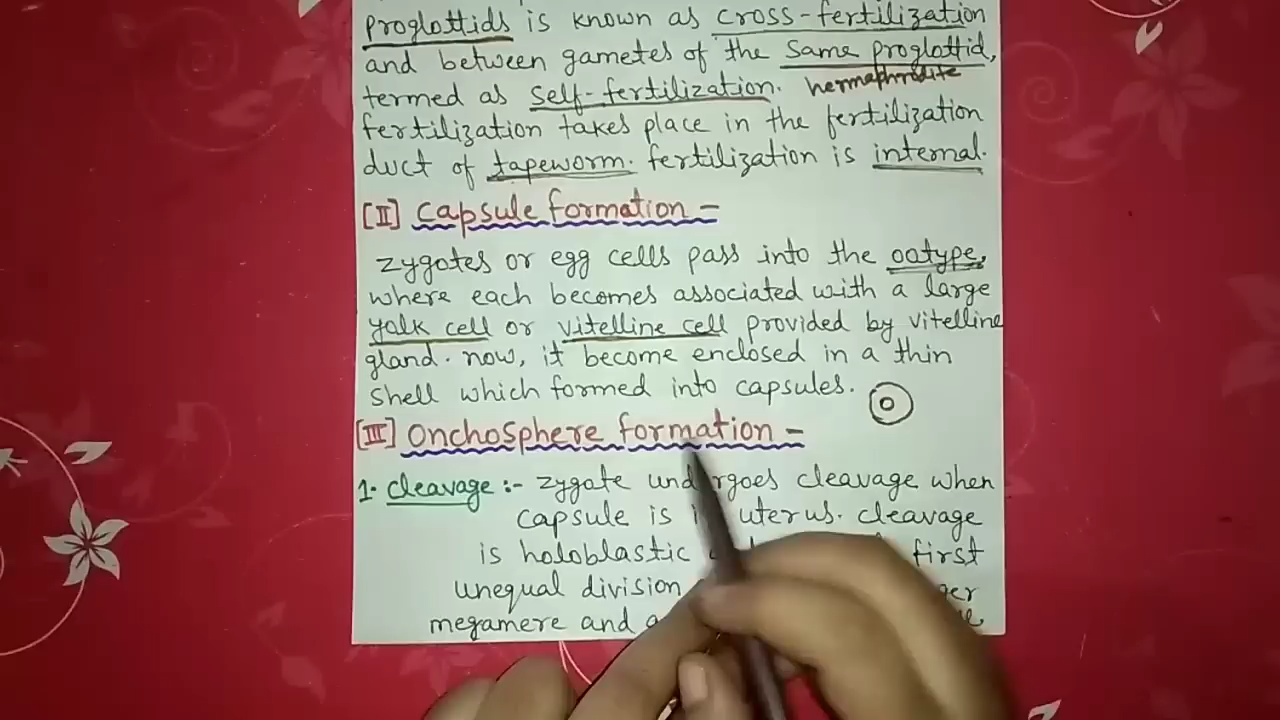 proglottids is known as cross-fertilization
and between gametes of the same proglottid,
termed as self-fertilization. hermaphrodite
fertilization takes place in the fertilization
duct of tapeworm. fertilization is internal.
[II] Capsule formation -
zygotes or egg cells pass into the ootype,
where each becomes associated with a large
yolk cell or vitelline cell provided by vitelline
gland. now, it become enclosed in a thin
shell which formed into capsules.
[III] Onchosphere formation -
1. cleavage :- zygate undergoes cleavage when
capsule is uterus. cleavage
is holoblastic first
unequal division
megamere and